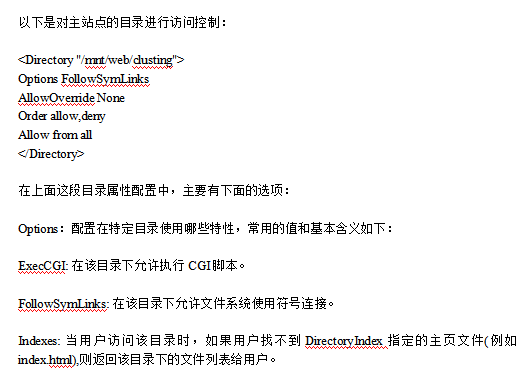 以下是对主站点的目录进行访问控制：
<Directory "/mnt/web/clusting">
Options FollowSymLinks
AllowOverride None
Order allow,deny
Allow from all
</Directory>
在上面这段目录属性配置中，主要有下面的选项：
Options：配置在特定目录使用哪些特性，常用的值和基本含义如下：
ExecCGI: 在该目录下允许执行 CGI脚本。
FollowSymLinks: 在该目录下允许文件系统使用符号连接。
Indexes: 当用户访问该目录时，如果用户找不到 DirectoryIndex 指定的主页文件(例如
index.html),则返回该目录下的文件列表给用户。